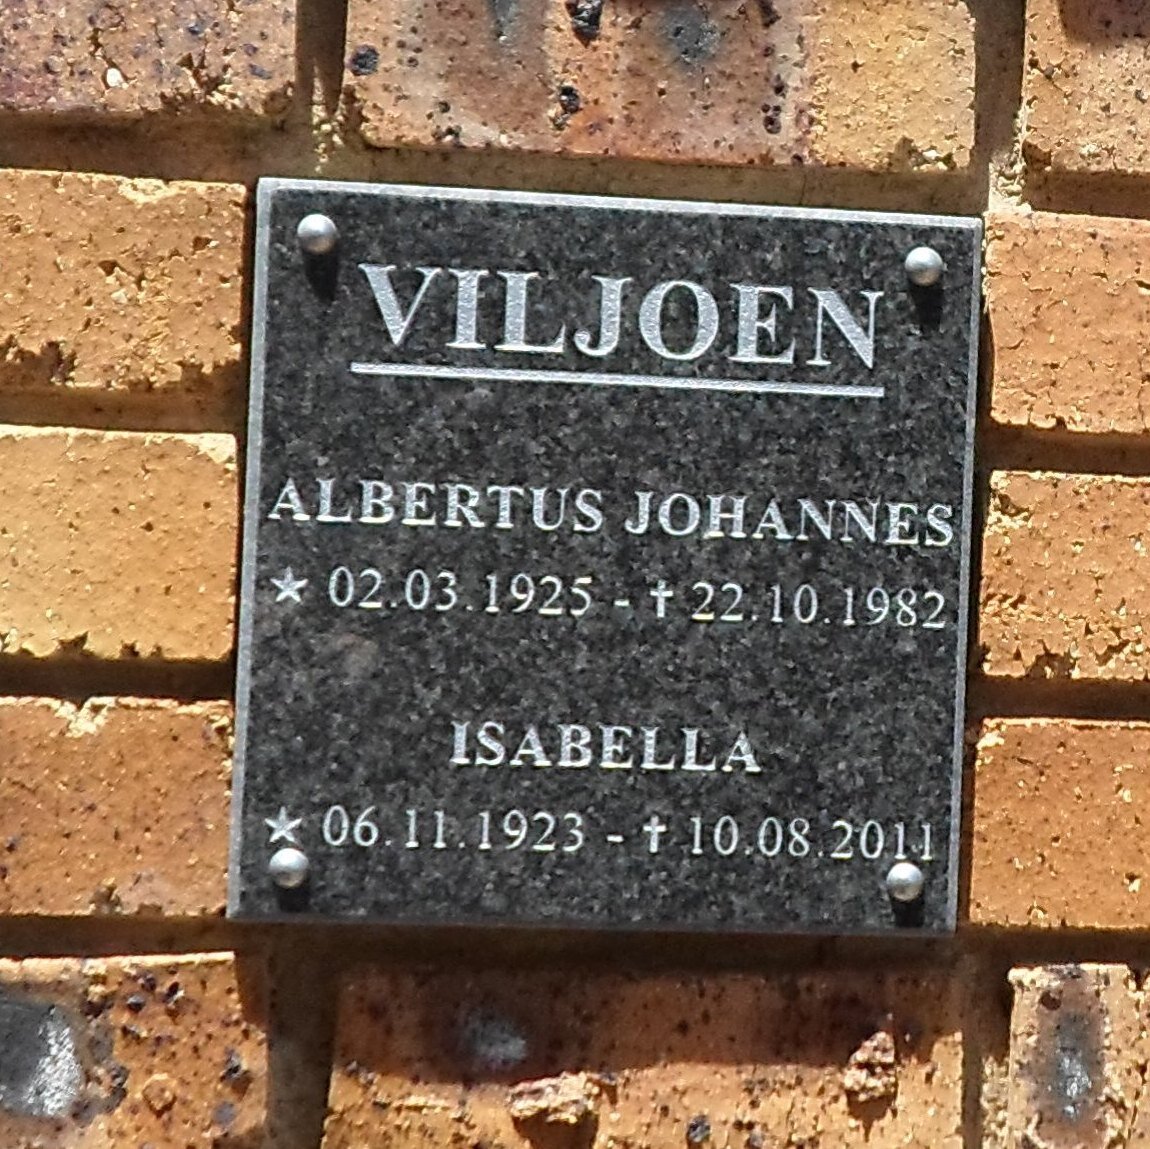 VILJOEN
ALBERTUS JOHANNES
★ 02.03.1925 - ✝ 22.10.1982
ISABELLA
★ 06.11.1923 - ✝ 10.08.2011